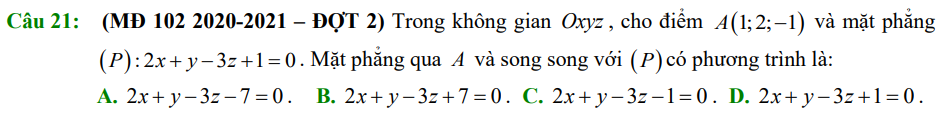 Câu 21: (MĐ 102 2020-2021 – ĐỢT 2) Trong không gian Oxyz, cho điểm A(1;2;−1) và mặt phẳng
(P):2x+y−3z+1=0. Mặt phẳng qua A và song song với (P)có phương trình là:
A. 2x+y−3z−7=0. B. 2x+y−3z+7=0. C. 2x+y−3z−1=0. D. 2x+y−3z+1=0.